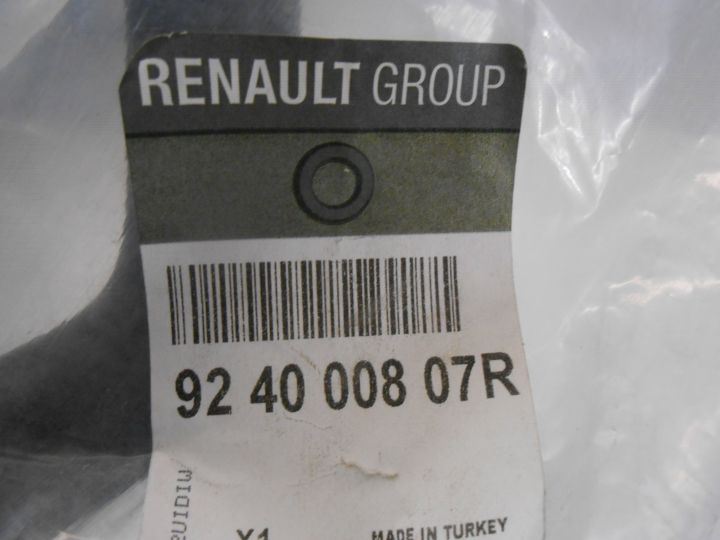 RENAULT GROUP
92 40 008 07R
X1
MADE IN TURKEY